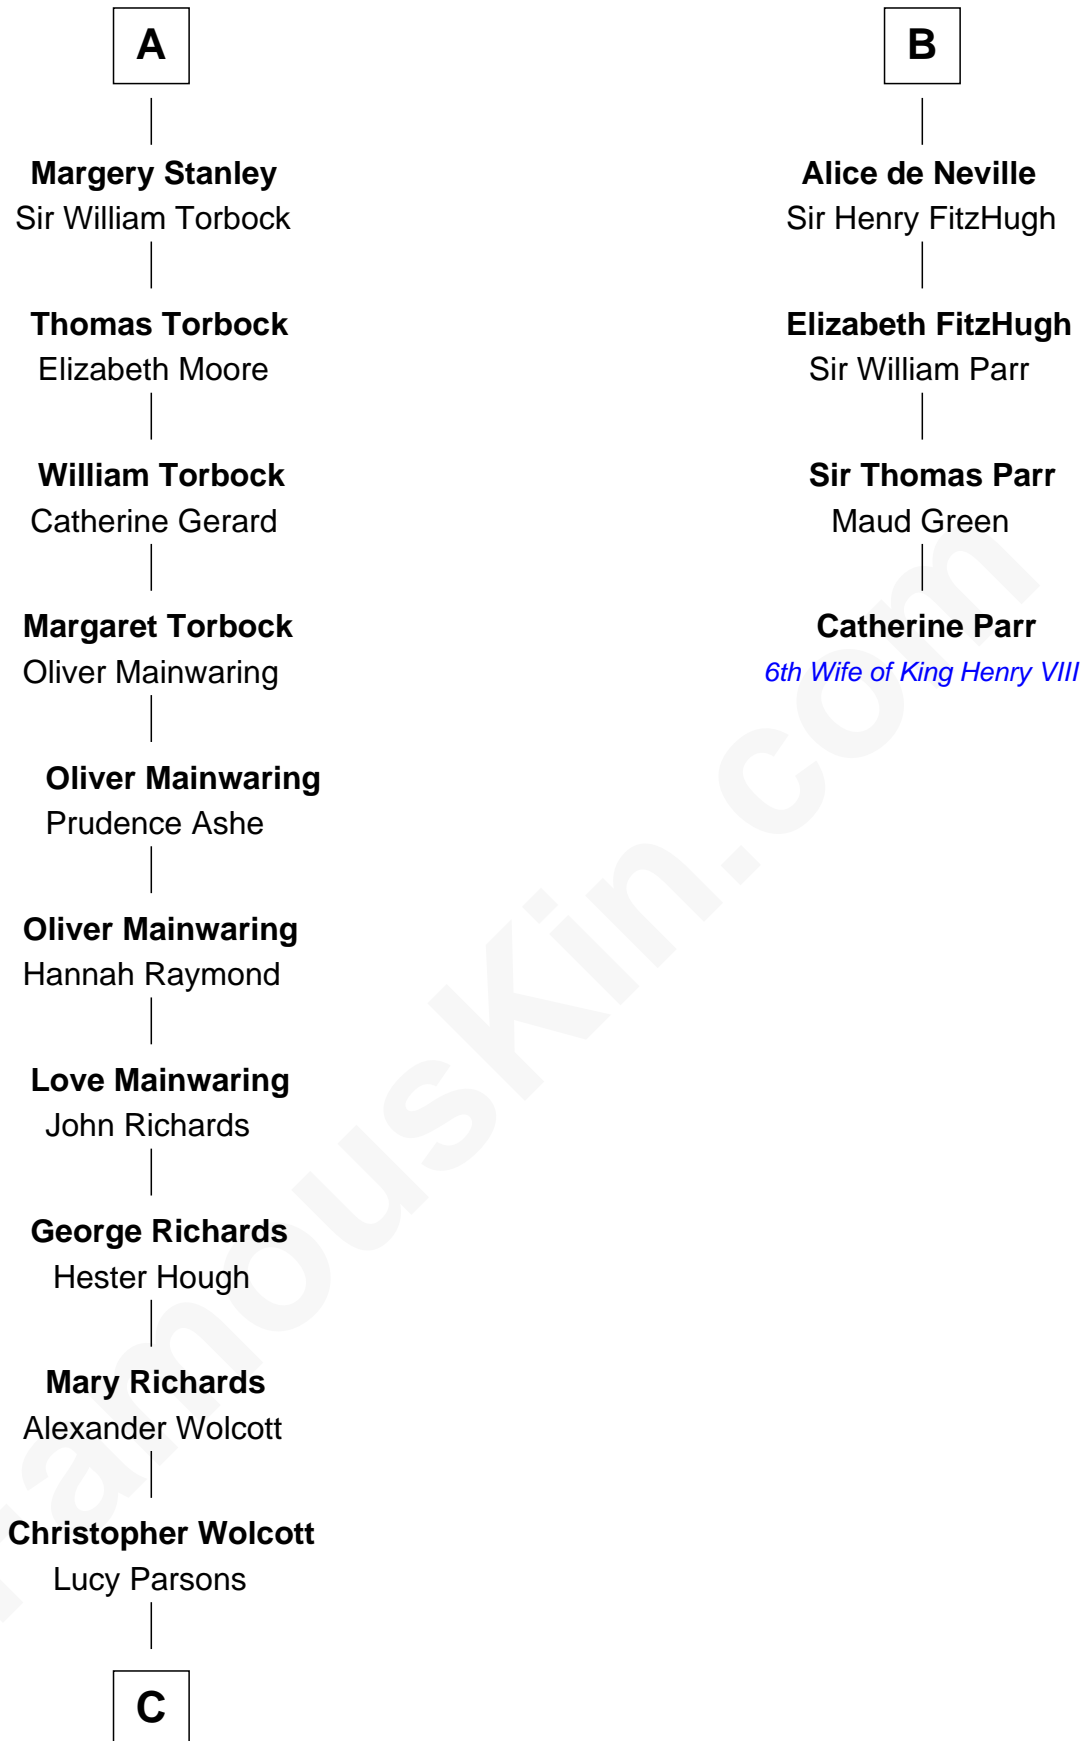 A
Margery Stanley
Sir William Torbock
Thomas Torbock
Elizabeth Moore
William Torbock
Catherine Gerard
Margaret Torbock
Oliver Mainwaring
Oliver Mainwaring
Prudence Ashe
Oliver Mainwaring
Hannah Raymond
Love Mainwaring
John Richards
George Richards
Hester Hough
Mary Richards
Alexander Wolcott
Christopher Wolcott
Lucy Parsons
C
B
Alice de Neville
Sir Henry FitzHugh
Elizabeth FitzHugh
Sir William Parr
Sir Thomas Parr
Maud Green
Catherine Parr
6th Wife of King Henry VIII
FamousKin.com